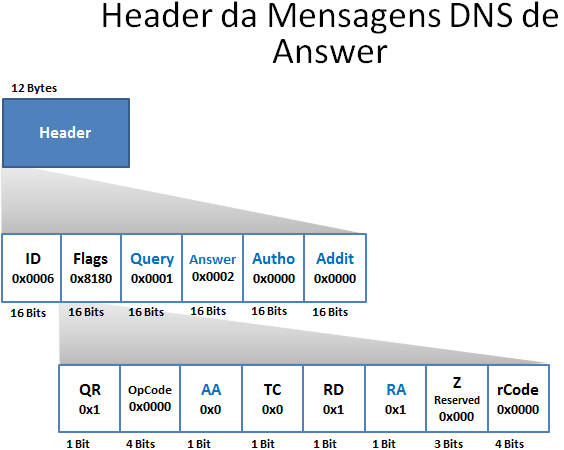 Header da Mensagens DNS de
Answer
12 Bytes
Header
ID Flags Query Answer Autho Addit
0x0006 0x8180 0x0001 0x0002 0x0000 0x0000
16 Bits 16 Bits 16 Bits 16 Bits 16 Bits 16 Bits
QR OpCode AA TC RD RA Z rCode
Reserved
0x1 0x0000 0x0 0x0 0x1 0x1 0x000 0x0000
1 Bit 4 Bits 1 Bit 1 Bit 1 Bit 1 Bit 3 Bits 4 Bits